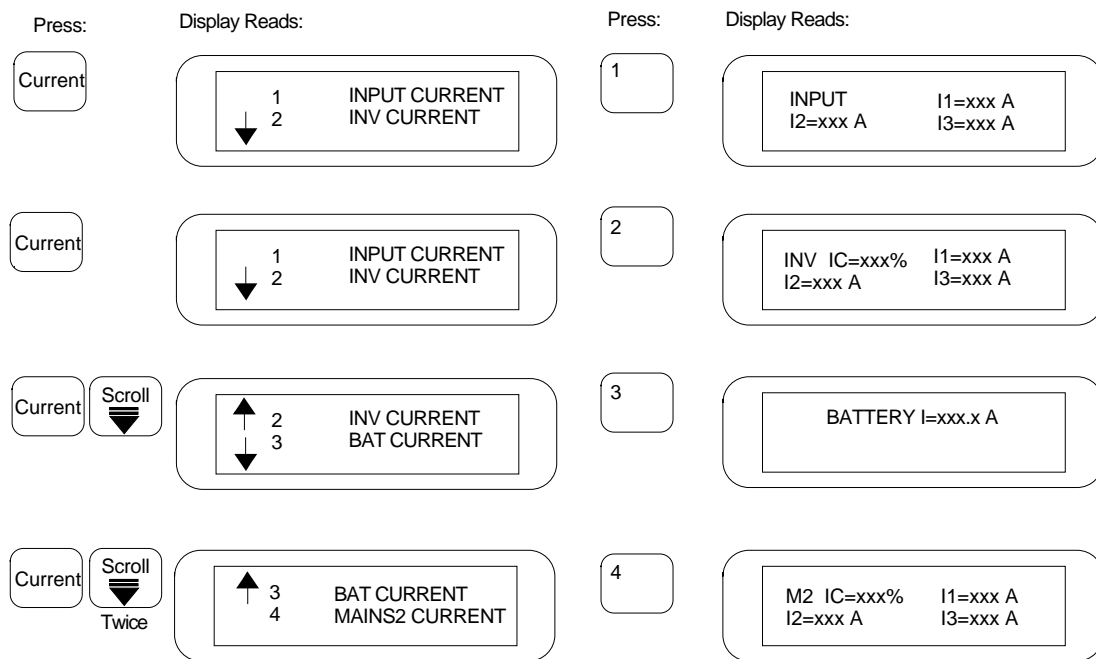 Press: Display Reads: Press: Display Reads:
Current
1 INPUT CURRENT
2 INV CURRENT
1
INPUT I1=xxx A
I2=xxx A I3=xxx A
Current
1 INPUT CURRENT
2 INV CURRENT
2
INV IC=xxx% I1=xxx A
I2=xxx A I3=xxx A
Current Scroll
2 INV CURRENT
3 BAT CURRENT
3
BATTERY I=xxx.x A
Current Scroll
Twice
3 BAT CURRENT
4 MAINS2 CURRENT
4
M2 IC=xxx% I1=xxx A
I2=xxx A I3=xxx A